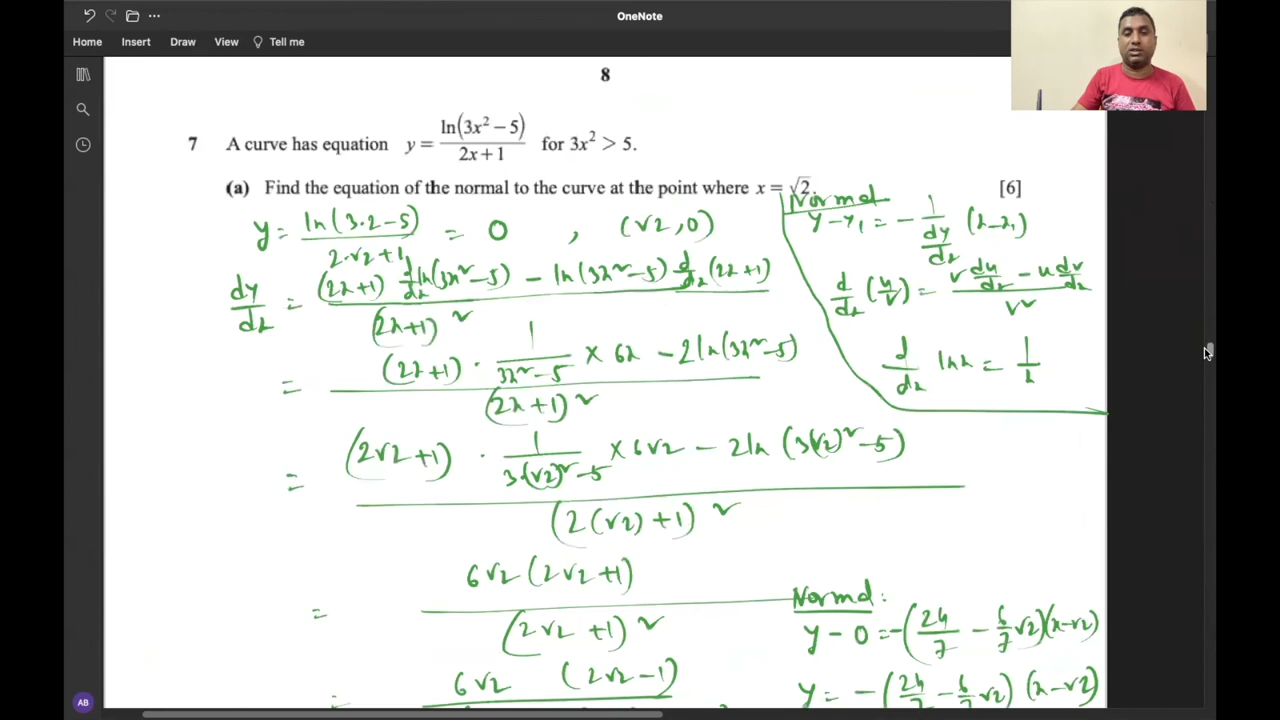 OneNote
Home Insert Draw View Tell me
8
7 A curve has equation y = ln(3x² – 5) / (2x + 1) for 3x² > 5.
(a) Find the equation of the normal to the curve at the point where x = √2. [6]
Normal
y = ln(3·2–5) / (2·√2+1) = 0 , (√2, 0)
y–y₁ = – 1/(dy/dx) (x–x₁)
dy/dx = ((2x+1) d/dx ln(3x²–5) – ln(3x²–5) d/dx (2x+1)) / (2x+1)²
d/dx (u/v) = (v du/dx – u dv/dx) / v²
= ((2x+1) · 1/(3x²–5) × 6x – 2ln(3x²–5)) / (2x+1)²
d/dx lnx = 1/x
= ((2√2+1) · 1/(3·(√2)²–5) × 6√2 – 2ln (3(√2)²–5)) / (2(√2)+1)²
= 6√2 (2√2+1) / (2√2 +1)²
Normal:
y – 0 = –(24/7 – 6/7 √2)(x–√2)
= 6√2 (2√2–1)
y = – (24/7 – 6/7 √2) (x–√2)
AB